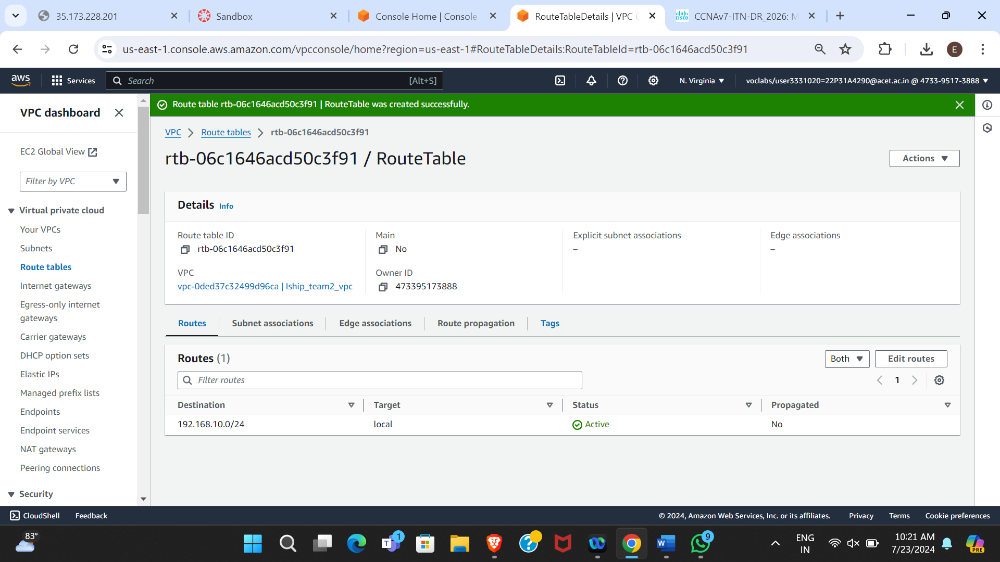 35.173.228.201
Sandbox
Console Home | Console
RouteTableDetails | VPC C
CCNAv7-ITN-DR_2026: M
us-east-1.console.aws.amazon.com/vpcconsole/home?region=us-east-1#RouteTableDetails:RouteTableId=rtb-06c1646acd50c3f91
E
aws
Services
Search
[Alt+S]
N. Virginia
voclabs/user3331020=22P31A4290@acet.ac.in @ 4733-9517-3888
VPC dashboard
EC2 Global View
Filter by VPC
Virtual private cloud
Your VPCs
Subnets
Route tables
Internet gateways
Egress-only internet
gateways
Carrier gateways
DHCP option sets
Elastic IPs
Managed prefix lists
Endpoints
Endpoint services
NAT gateways
Peering connections
Security
Route table rtb-06c1646acd50c3f91 | RouteTable was created successfully.
VPC
Route tables
rtb-06c1646acd50c3f91
rtb-06c1646acd50c3f91 / RouteTable
Actions
Details Info
Route table ID
rtb-06c1646acd50c3f91
Main
No
Explicit subnet associations
–
Edge associations
–
VPC
vpc-0ded37c32499d96ca | Iship_team2_vpc
Owner ID
473395173888
Routes
Subnet associations
Edge associations
Route propagation
Tags
Routes (1)
Both
Edit routes
Filter routes
1
Destination
Target
Status
Propagated
192.168.10.0/24
local
Active
No
CloudShell
Feedback
© 2024, Amazon Web Services, Inc. or its affiliates.
Privacy
Terms
Cookie preferences
83°
1
9
ENG
IN
10:21 AM
7/23/2024
PRE